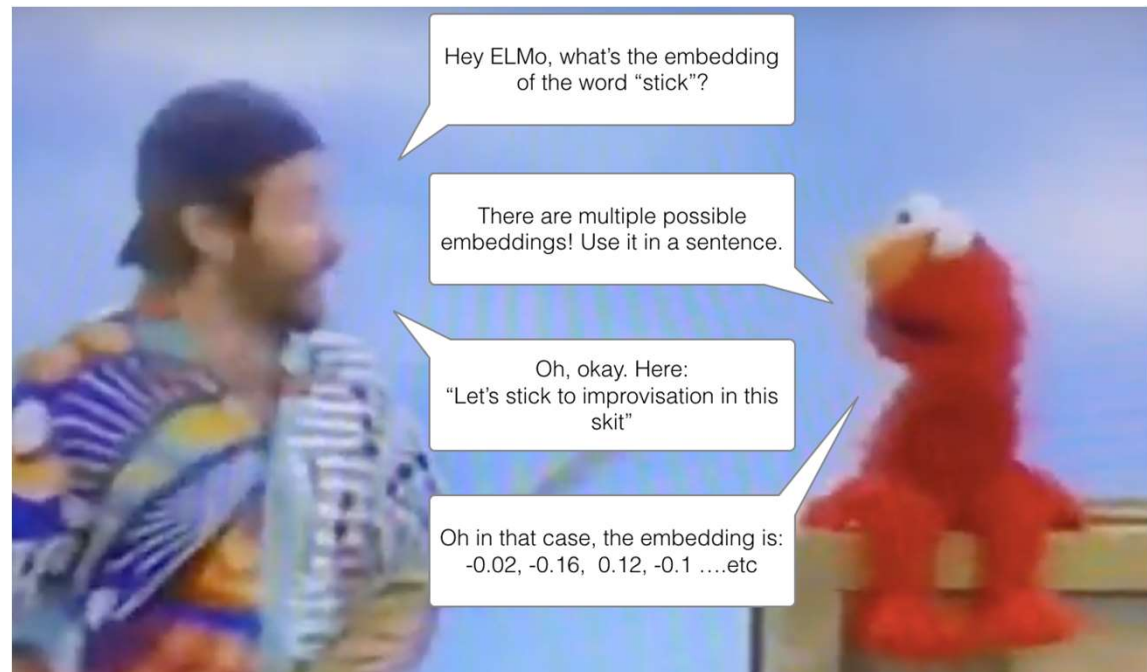 Hey ELMo, what's the embedding
of the word “stick”?
There are multiple possible
embeddings! Use it in a sentence.
Oh, okay. Here:
“Let’s stick to improvisation in this
skit”
Oh in that case, the embedding is:
-0.02, -0.16, 0.12, -0.1 ….etc